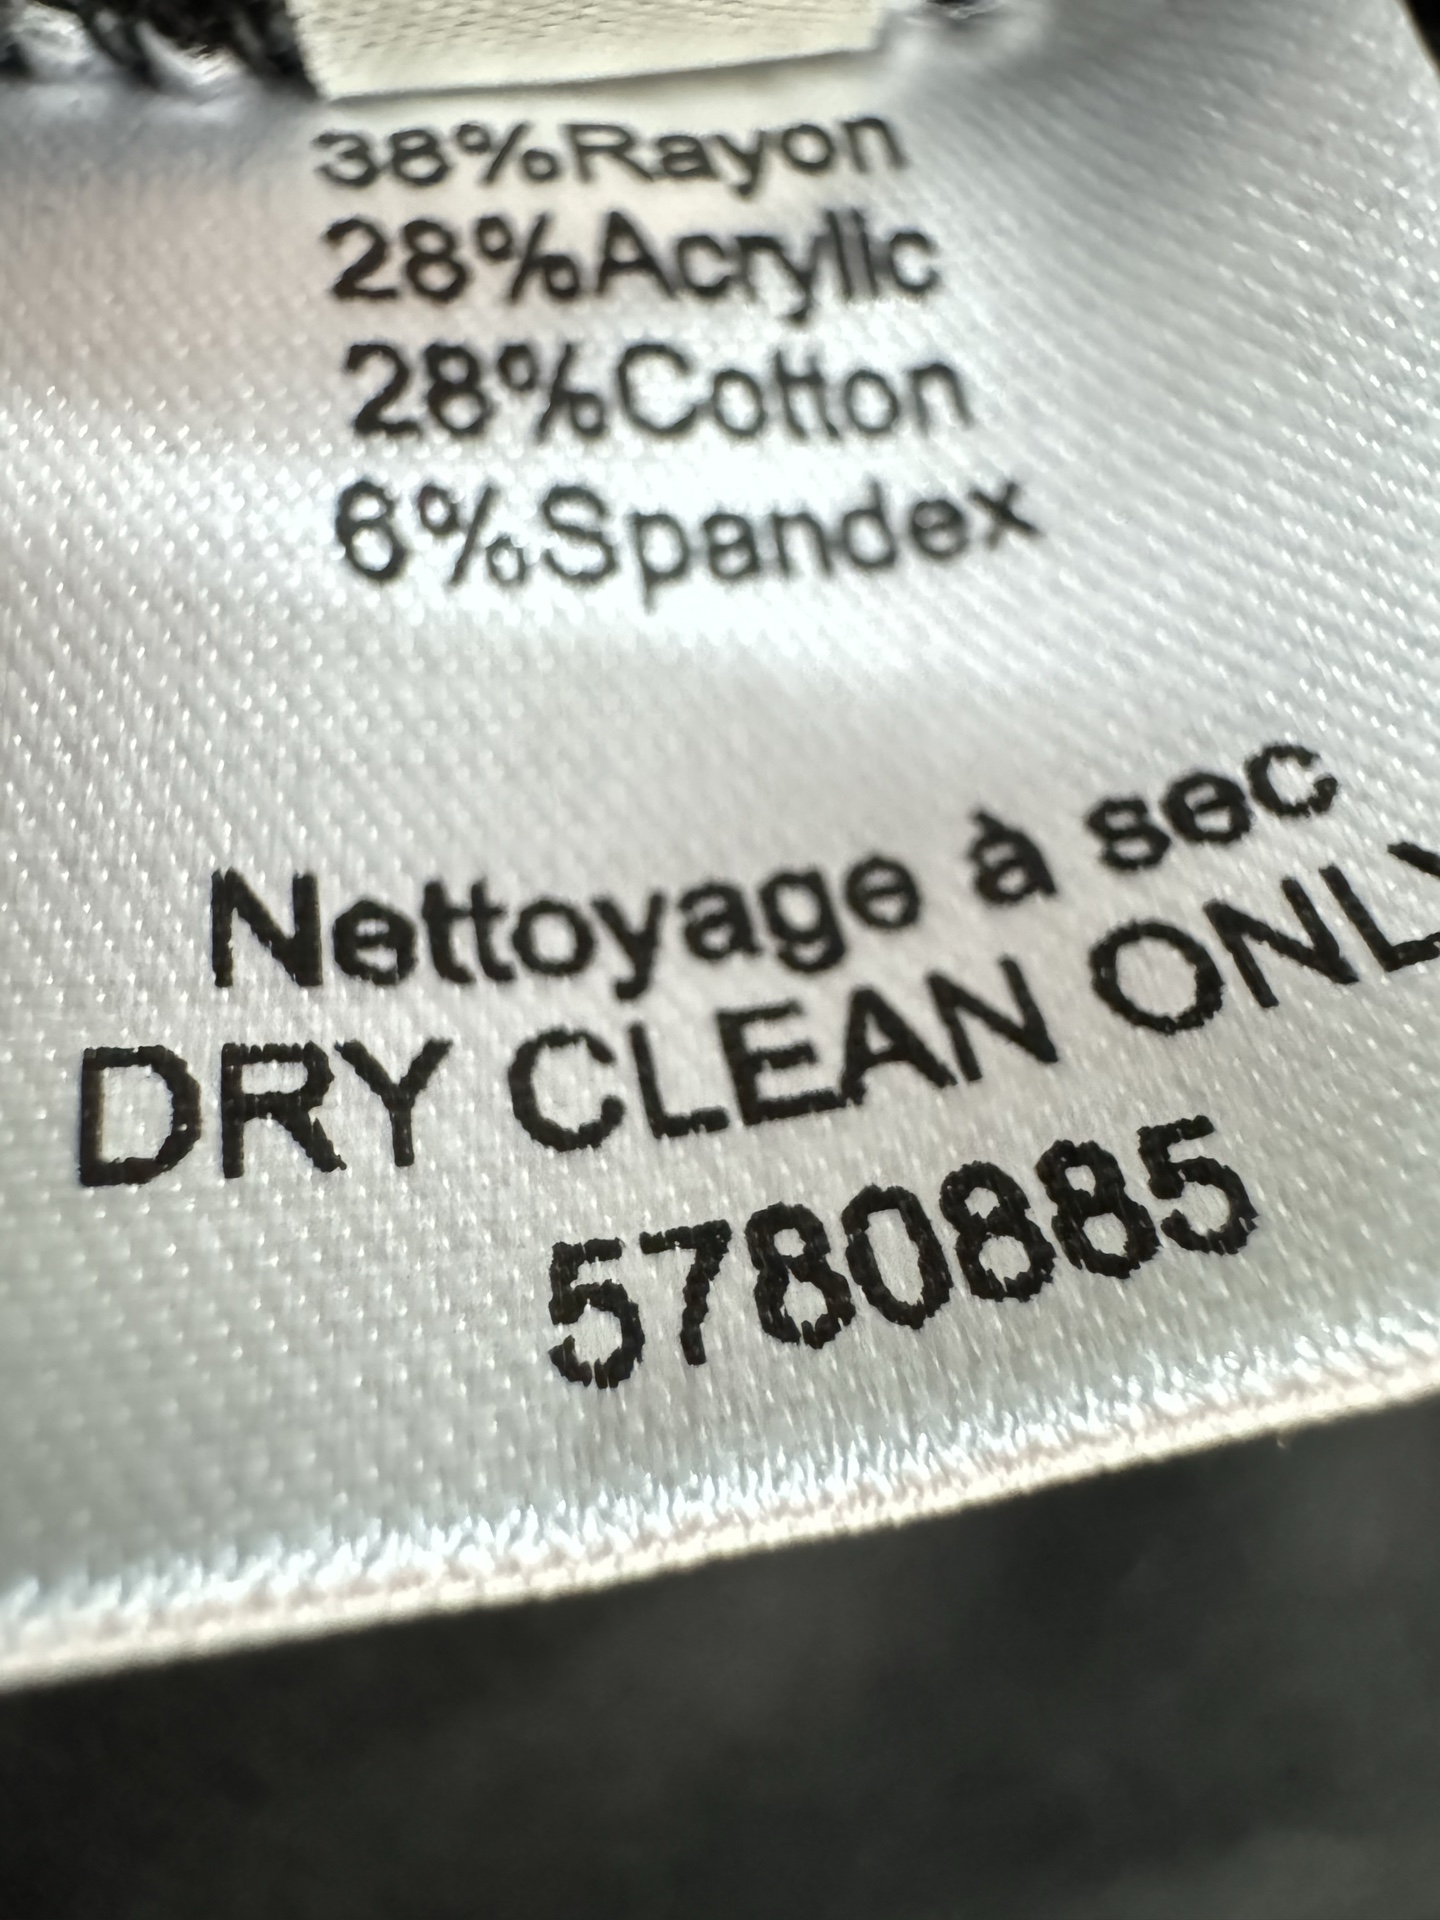 38%Rayon
28%Acrylic
28%Cotton
6%Spandex
Nettoyage à sec
DRY CLEAN ONLY
5780885